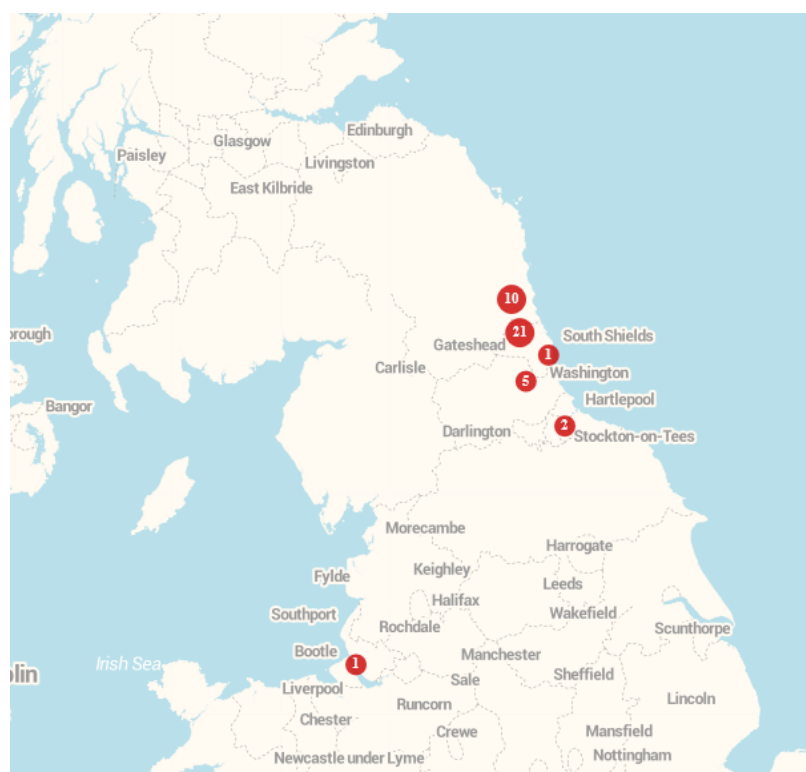 Edinburgh
Glasgow
Paisley
Livingston
East Kilbride
10
21
orough
South Shields
Gateshead
1
Carlisle
Washington
5
Hartlepool
Bangor
2
Darlington
Stockton-on-Tees
Morecambe
Harrogate
Keighley
Fylde
Leeds
Halifax
Southport
Wakefield
Rochdale
Scunthorpe
Bootle
Manchester
Irish Sea
1
lin
Sheffield
Sale
Liverpool
Lincoln
Runcorn
Chester
Crewe
Mansfield
Newcastle under Lyme
Nottingham